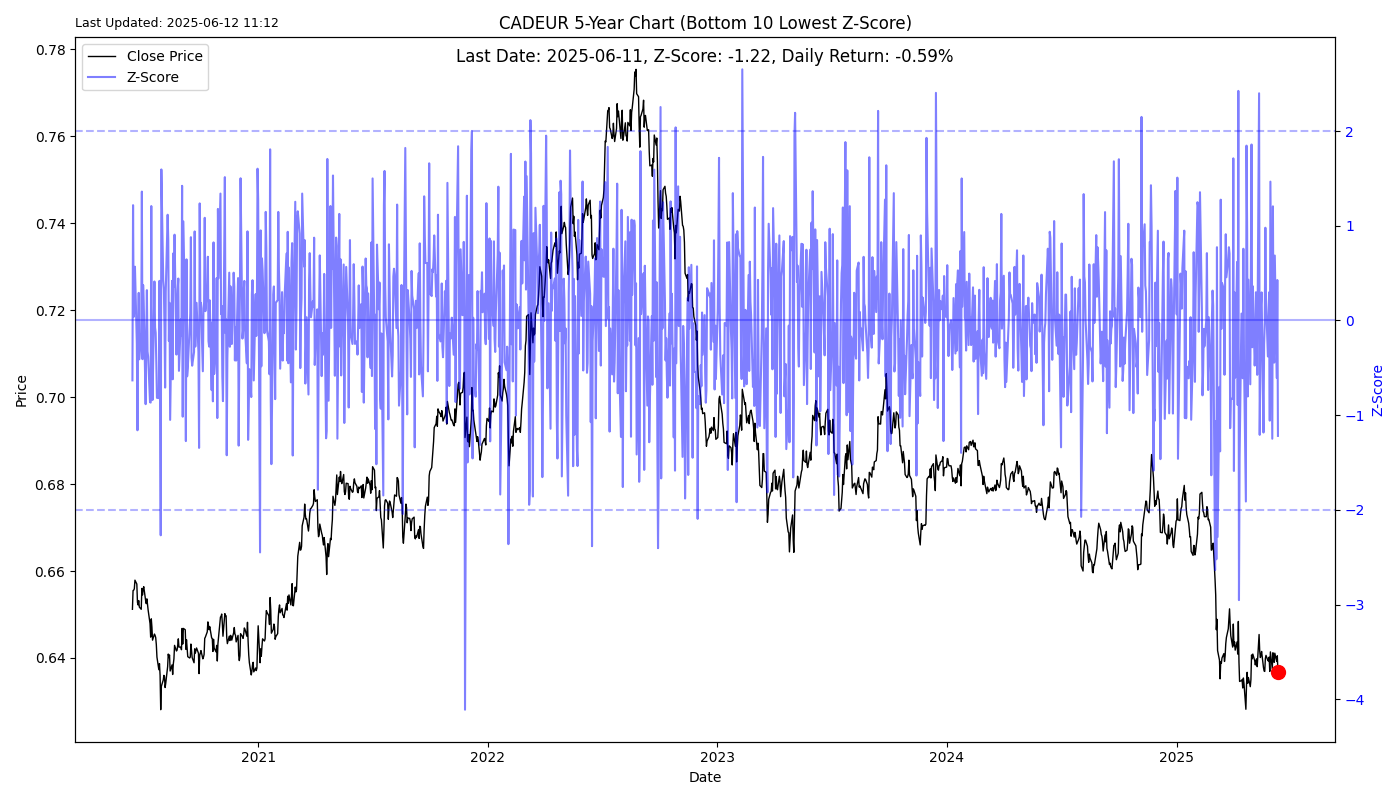 Last Updated: 2025-06-12 11:12
CADEUR 5-Year Chart (Bottom 10 Lowest Z-Score)
Last Date: 2025-06-11, Z-Score: -1.22, Daily Return: -0.59%
Close Price
Z-Score
0.78
0.76
0.74
0.72
0.70
0.68
0.66
0.64
Price
2
1
0
−1
−2
−3
−4
Z-Score
2021
2022
2023
2024
2025
Date